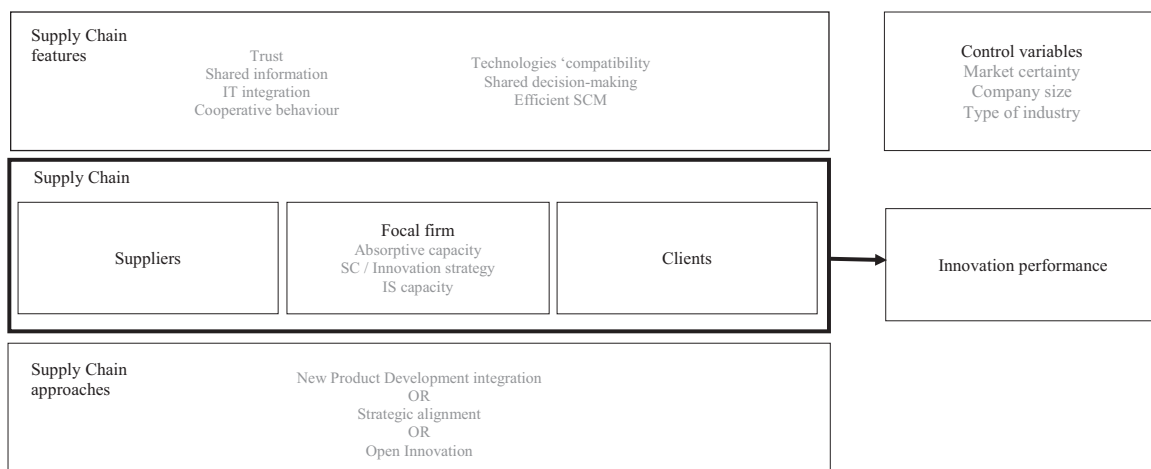 Supply Chain
features
Trust
Shared information
IT integration
Cooperative behaviour
Technologies ‘compatibility
Shared decision-making
Efficient SCM
Control variables
Market certainty
Company size
Type of industry
Supply Chain
Suppliers
Focal firm
Absorptive capacity
SC / Innovation strategy
IS capacity
Clients
Innovation performance
Supply Chain
approaches
New Product Development integration
OR
Strategic alignment
OR
Open Innovation